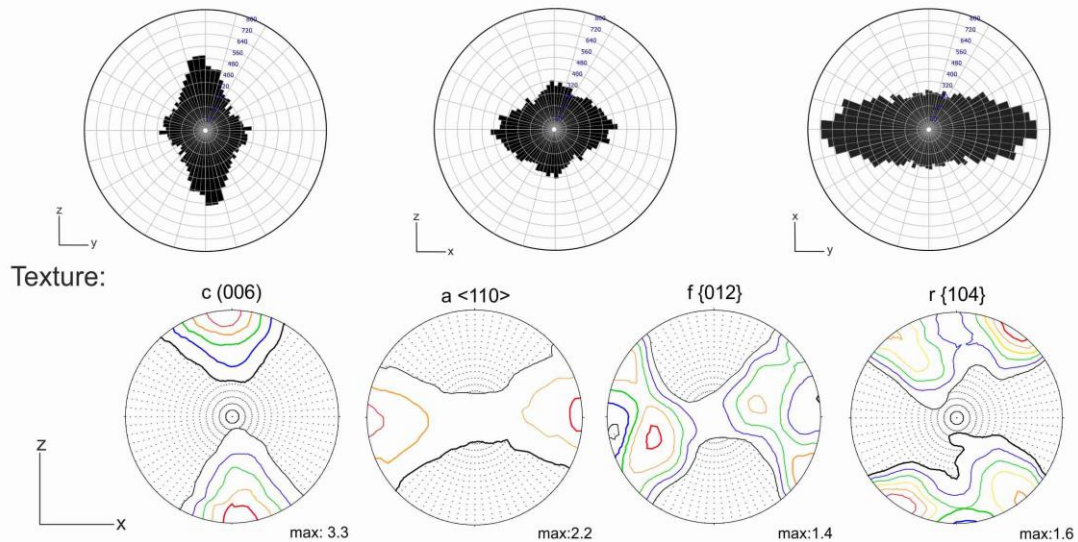 800
720
640
560
480
400
z
y
800
720
640
560
480
400
320
z
x
800
720
640
560
480
400
320
x
y
Texture:
c (006)
a <110>
f {012}
r {104}
z
x
max: 3.3
max:2.2
max:1.4
max:1.6